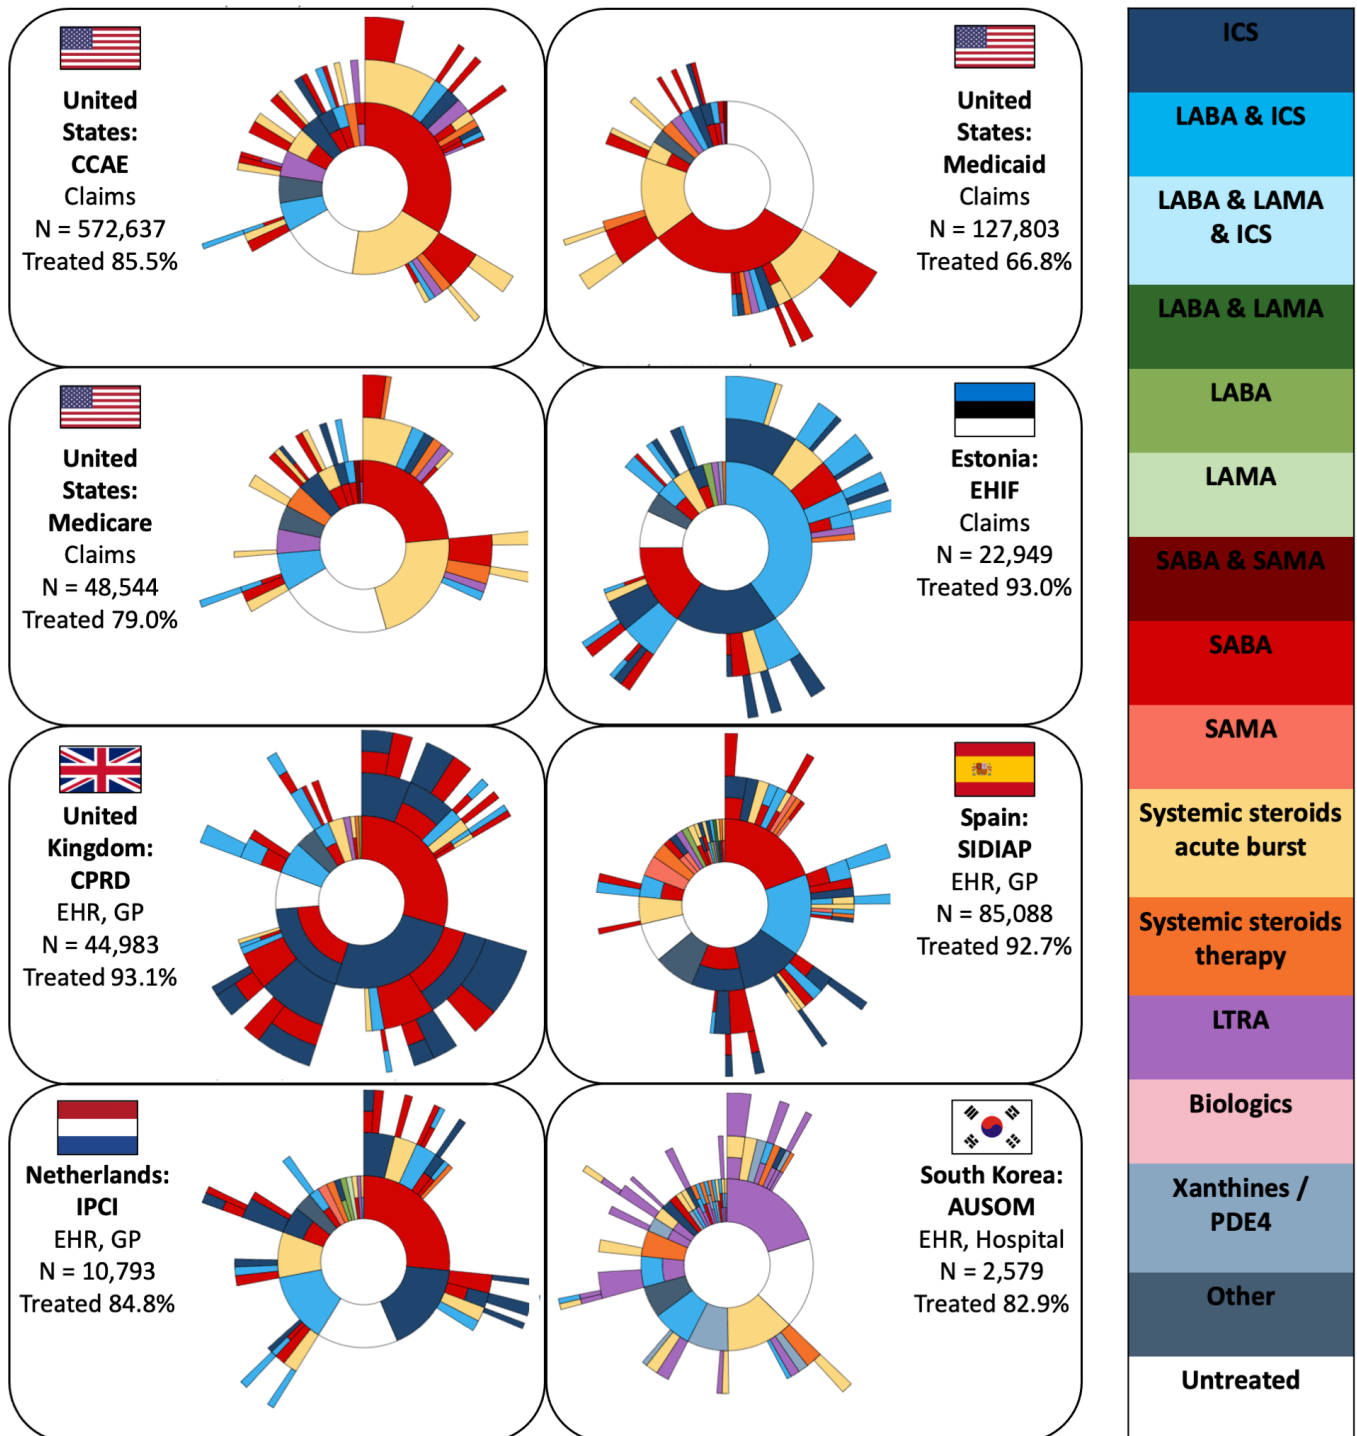 United
States:
CCAE
Claims
N = 572,637
Treated 85.5%
United
States:
Medicaid
Claims
N = 127,803
Treated 66.8%
United
States:
Medicare
Claims
N = 48,544
Treated 79.0%
Estonia:
EHIF
Claims
N = 22,949
Treated 93.0%
United
Kingdom:
CPRD
EHR, GP
N = 44,983
Treated 93.1%
Spain:
SIDIAP
EHR, GP
N = 85,088
Treated 92.7%
Netherlands:
IPCI
EHR, GP
N = 10,793
Treated 84.8%
South Korea:
AUSOM
EHR, Hospital
N = 2,579
Treated 82.9%
ICS
LABA & ICS
LABA & LAMA
& ICS
LABA & LAMA
LABA
LAMA
SABA & SAMA
SABA
SAMA
Systemic steroids
acute burst
Systemic steroids
therapy
LTRA
Biologics
Xanthines /
PDE4
Other
Untreated